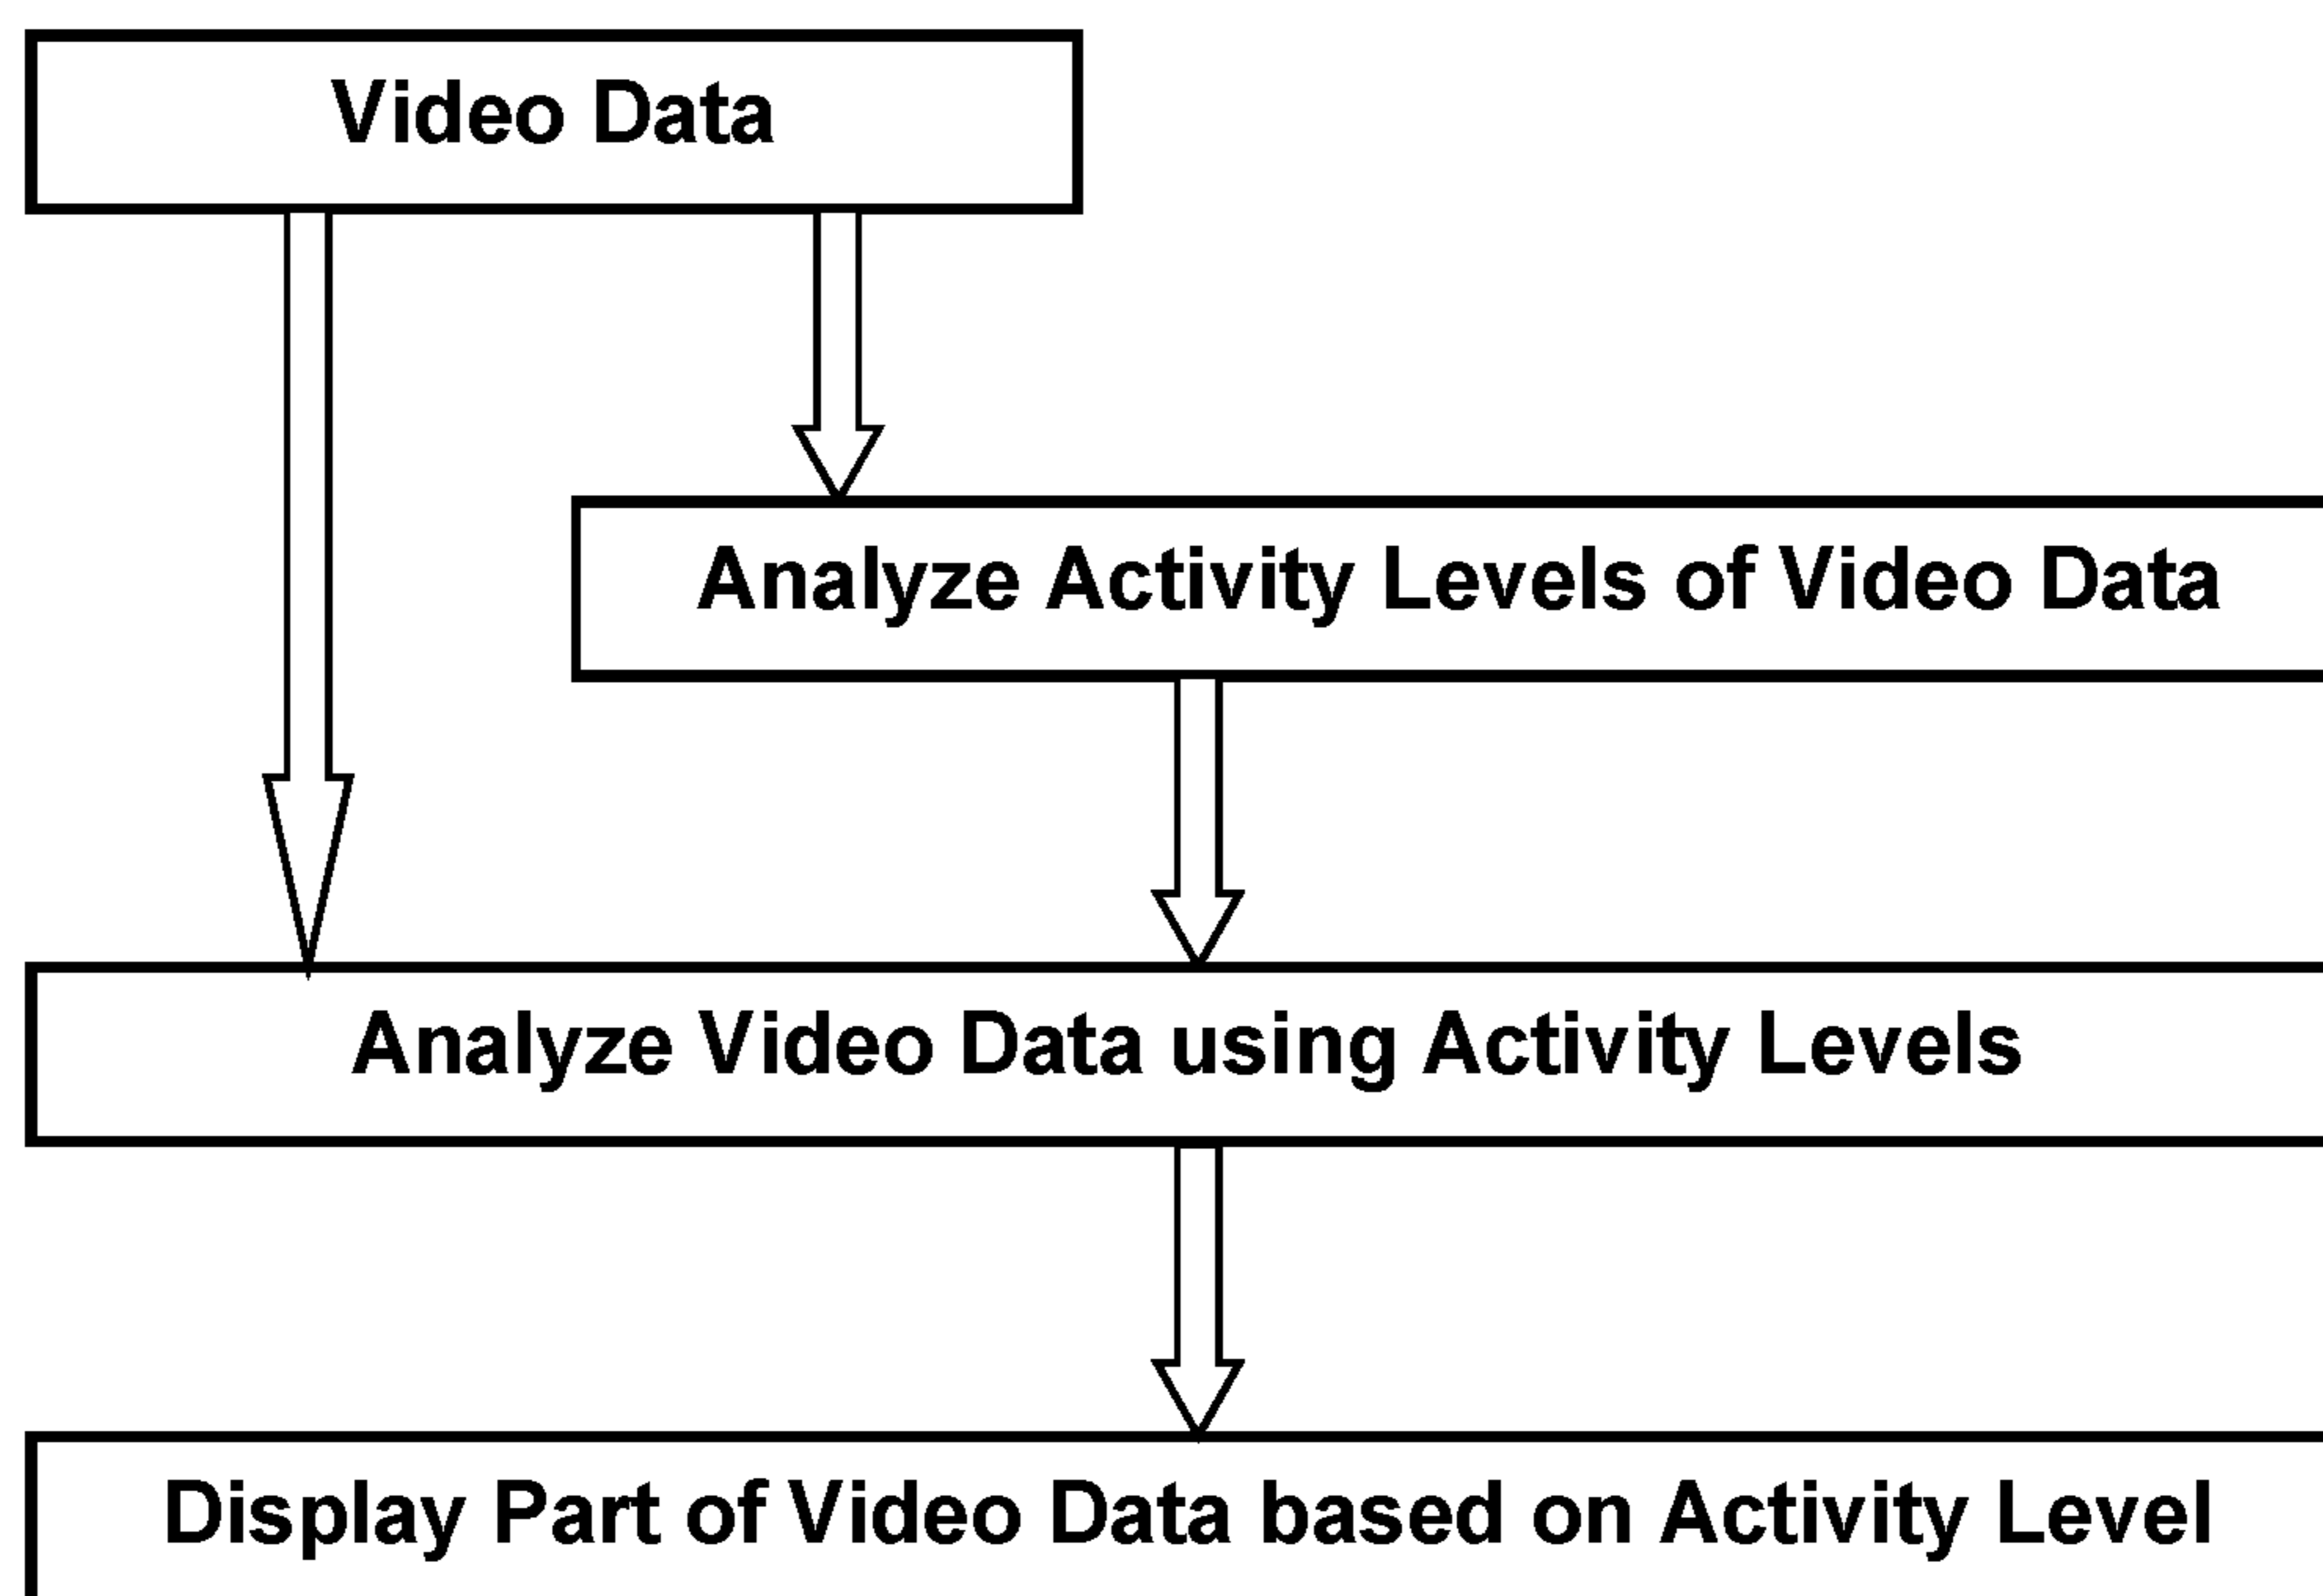 Video Data
Analyze Activity Levels of Video Data
Analyze Video Data using Activity Levels
Display Part of Video Data based on Activity Level